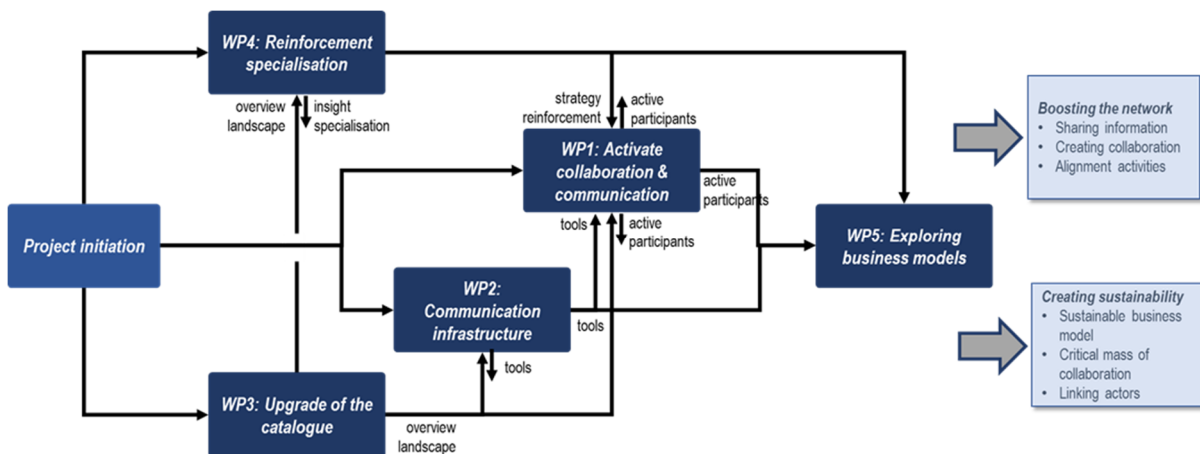 WP4: Reinforcement
specialisation
overview
landscape
insight
specialisation
strategy
reinforcement
active
participants
WP1: Activate
collaboration &
communication
active
participants
tools
active
participants
Project initiation
WP2:
Communication
infrastructure
tools
tools
WP3: Upgrade of the
catalogue
overview
landscape
WP5: Exploring
business models
Boosting the network
• Sharing information
• Creating collaboration
• Alignment activities
Creating sustainability
• Sustainable business
model
• Critical mass of
collaboration
• Linking actors